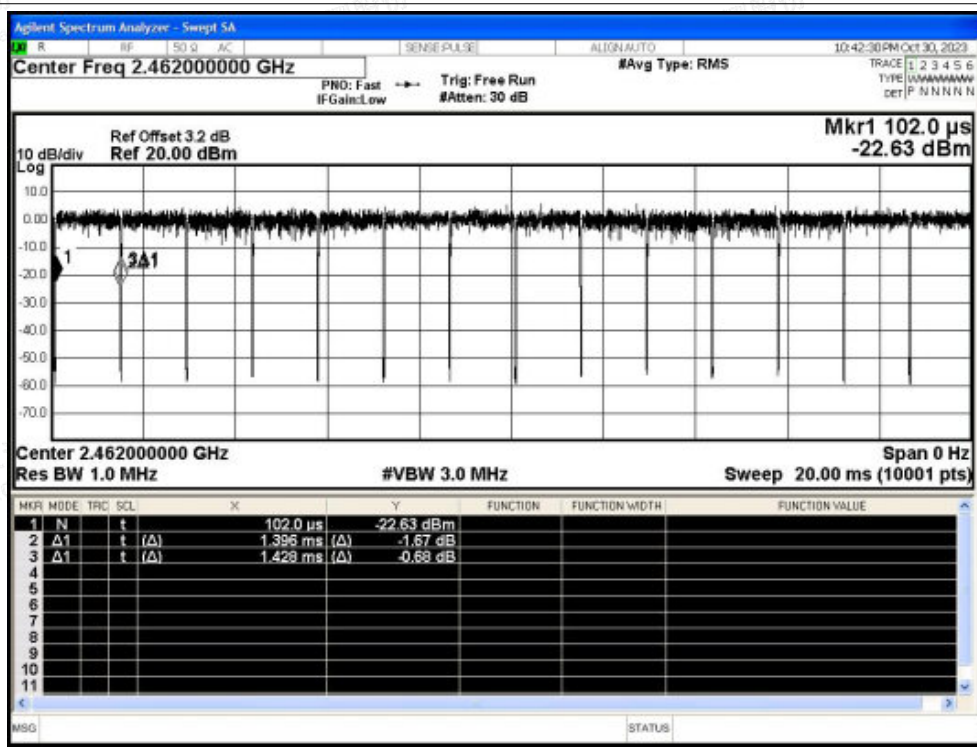 Agilent Spectrum Analyzer - Swept SA
R RF 50 Ω AC SENSE:PULSE ALIGN AUTO 10:42:30 PM Oct 30, 2023
Center Freq 2.462000000 GHz #Avg Type: RMS TRACE 1 2 3 4 5 6
PNO: Fast Trig: Free Run TYPE
IFGain:Low #Atten: 30 dB DET P N N N N N
Ref Offset 3.2 dB Mkr1 102.0 µs
10 dB/div Ref 20.00 dBm -22.63 dBm
Log
10.0
0.00
-10.0
1 3Δ1
-20.0
-30.0
-40.0
-50.0
-60.0
-70.0
Center 2.462000000 GHz Span 0 Hz
Res BW 1.0 MHz #VBW 3.0 MHz Sweep 20.00 ms (10001 pts)
MKR MODE TRC SCL X Y FUNCTION FUNCTION WIDTH FUNCTION VALUE
1 N t 102.0 µs -22.63 dBm
2 Δ1 t (Δ) 1.396 ms (Δ) -1.67 dB
3 Δ1 t (Δ) 1.428 ms (Δ) -0.68 dB
4
5
6
7
8
9
10
11
MSG STATUS